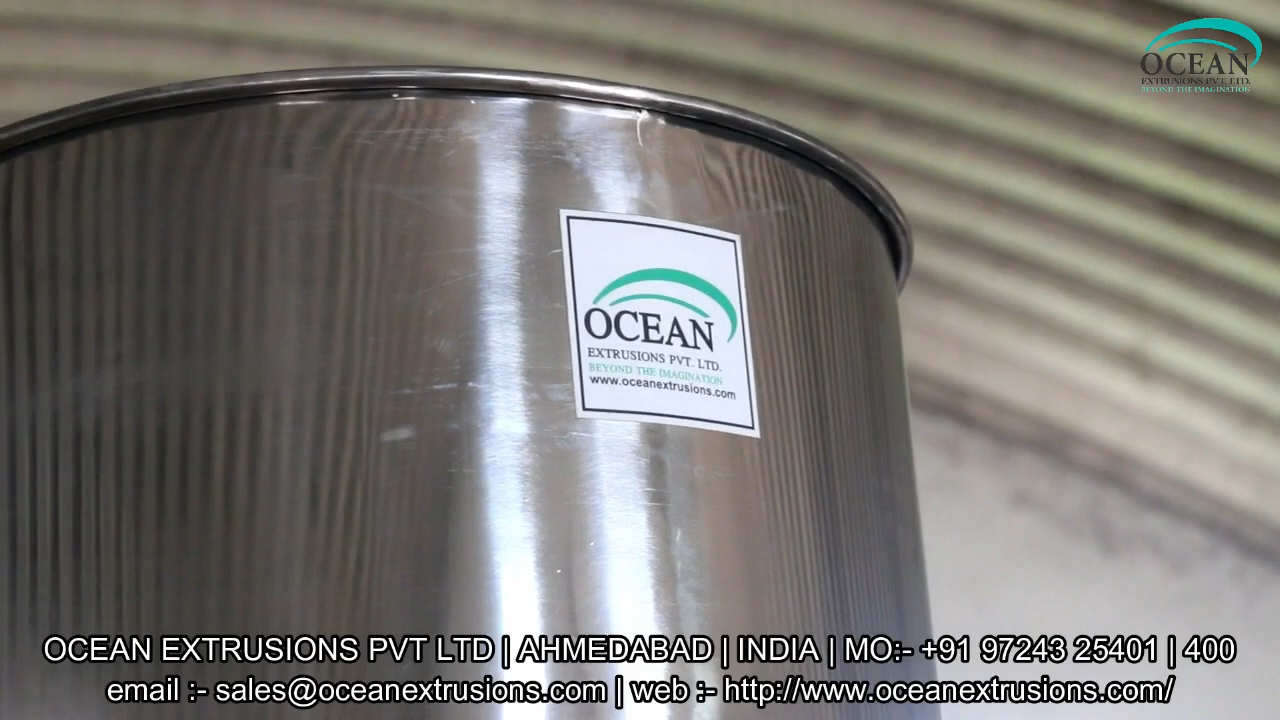 OCEAN
EXTRUSIONS PVT. LTD.
BEYOND THE IMAGINATION
OCEAN
EXTRUSIONS PVT. LTD.
BEYOND THE IMAGINATION
www.oceanextrusions.com
OCEAN EXTRUSIONS PVT LTD | AHMEDABAD | INDIA | MO:- +91 97243 25401 | 400
email :- sales@oceanextrusions.com | web :- http://www.oceanextrusions.com/